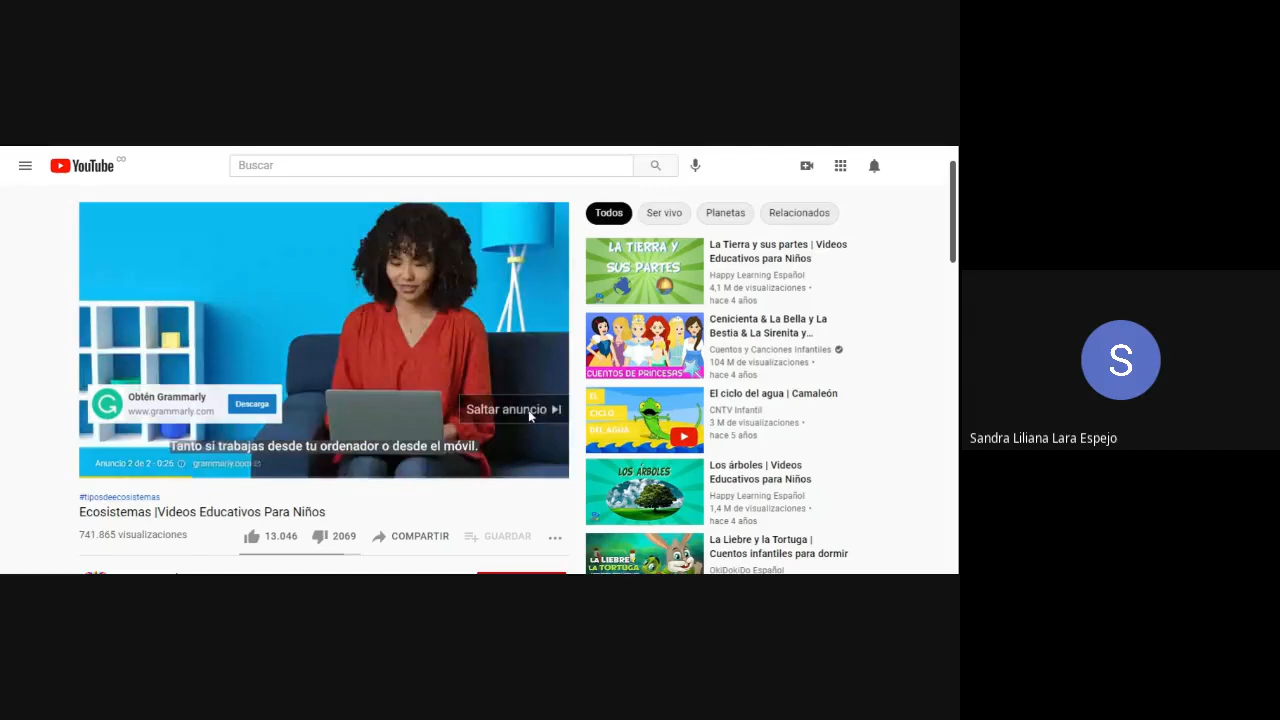 YouTube CO
Buscar
Obtén Grammarly
www.grammarly.com
Descarga
Saltar anuncio
Tanto si trabajas desde tu ordenador o desde el móvil.
Anuncio 2 de 2 · 0:26 grammarly.com
#tiposdeecosistemas
Ecosistemas |Videos Educativos Para Niños
741.865 visualizaciones
13.046
2069
COMPARTIR
GUARDAR
Todos
Ser vivo
Planetas
Relacionados
LA TIERRA Y
SUS PARTES
La Tierra y sus partes | Videos
Educativos para Niños
Happy Learning Español
4,1 M de visualizaciones •
hace 4 años
CUENTOS DE PRINCESAS
Cenicienta & La Bella y La
Bestia & La Sirenita y...
Cuentos y Canciones Infantiles
104 M de visualizaciones •
hace 4 años
EL
CICLO
DEL AGUA
El ciclo del agua | Camaleón
CNTV Infantil
3 M de visualizaciones •
hace 5 años
LOS ÁRBOLES
Los árboles | Videos
Educativos para Niños
Happy Learning Español
1,4 M de visualizaciones •
hace 4 años
LA LIEBRE Y
LA TORTUGA
La Liebre y la Tortuga |
Cuentos infantiles para dormir
OkiDokiDo Español
S
Sandra Liliana Lara Espejo